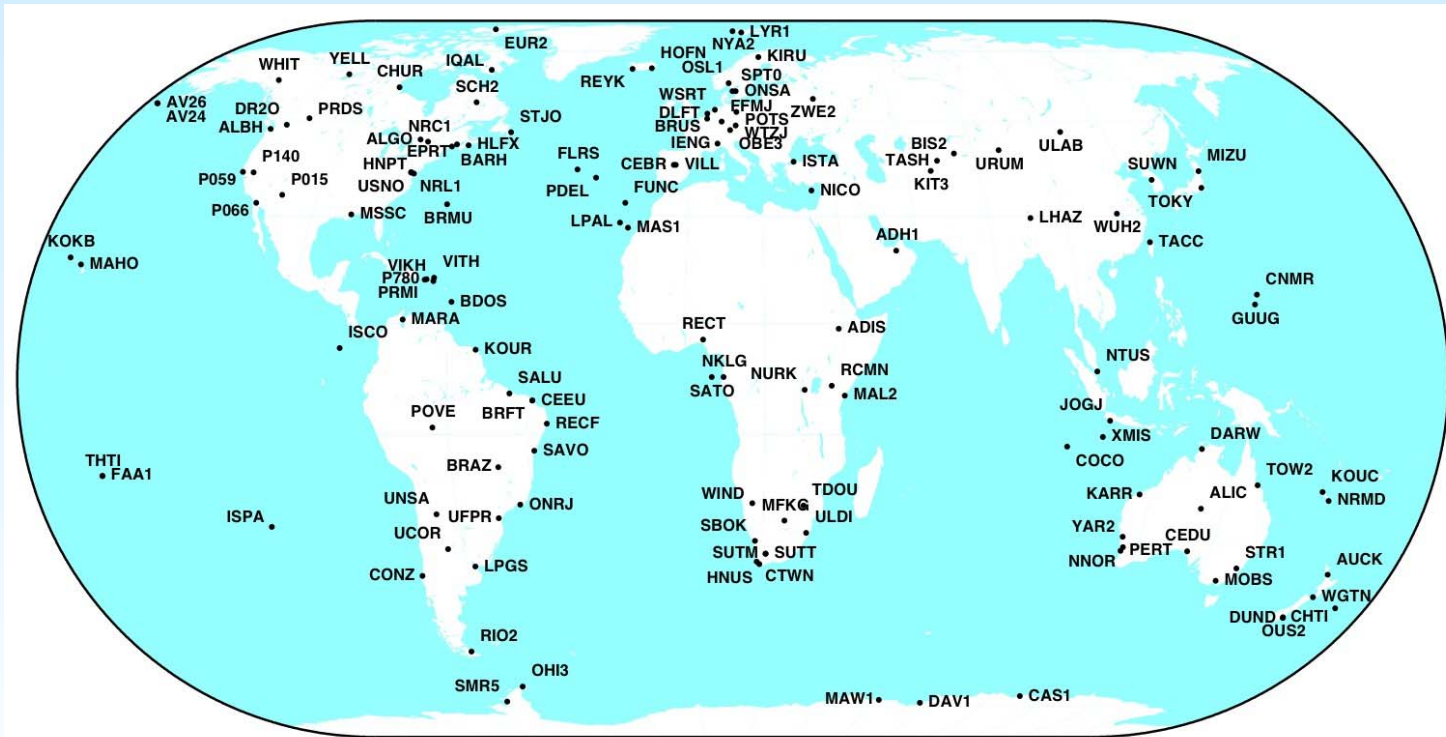 EUR2
LYR1
NYA2
HOFN
KIRU
OSL1
YELL
IQAL
WHIT
CHUR
REYK
SPT0
SCH2
ONSA
WSRT
AV26
AV24
DR2O
PRDS
FFMJ
ZWE2
DLFT
STJO
POTS
ALBH
NRC1
BRUS
WTZJ
ALGO
HLFX
IENG
OBE3
EPRT
BARH
BIS2
ULAB
P140
HNPT
FLRS
CEBR
VILL
ISTA
TASH
URUM
SUWN
MIZU
P059
P015
USNO
NRL1
PDEL
FUNC
NICO
KIT3
TOKY
P066
MSSC
BRMU
LPAL
MAS1
LHAZ
WUH2
KOKB
MAHO
ADH1
TACC
VIKH
VITH
P780
PRMI
CNMR
BDOS
GUUG
MARA
ISCO
RECT
ADIS
KOUR
NTUS
NKLG
NURK
RCMN
SATO
MAL2
SALU
CEEU
POVE
BRFT
RECF
JOGJ
XMIS
DARW
SAVO
COCO
THTI
FAA1
BRAZ
TOW2
KOUC
UNSA
WIND
TDOU
KARR
ALIC
NRMD
MFKG
ISPA
UFPR
ONRJ
SBOK
ULDI
YAR2
UCOR
CEDU
SUTM
SUTT
NNOR
PERT
STR1
CONZ
LPGS
HNUS
CTWN
MOBS
AUCK
WGTN
DUND
CHTI
OUS2
RIO2
OHI3
SMR5
MAW1
DAV1
CAS1